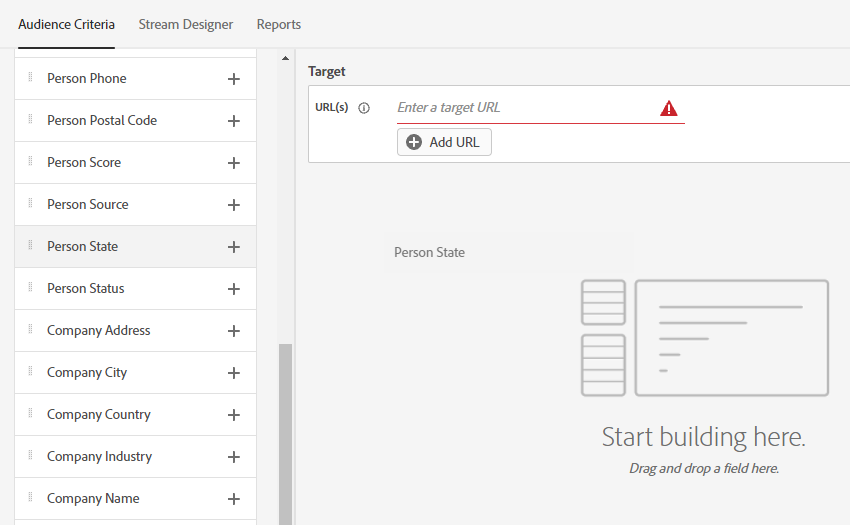 Audience Criteria Stream Designer Reports
Person Phone
Person Postal Code
Person Score
Person Source
Person State
Person Status
Company Address
Company City
Company Country
Company Industry
Company Name
Target
URL(s) Enter a target URL
Add URL
Person State
Start building here.
Drag and drop a field here.